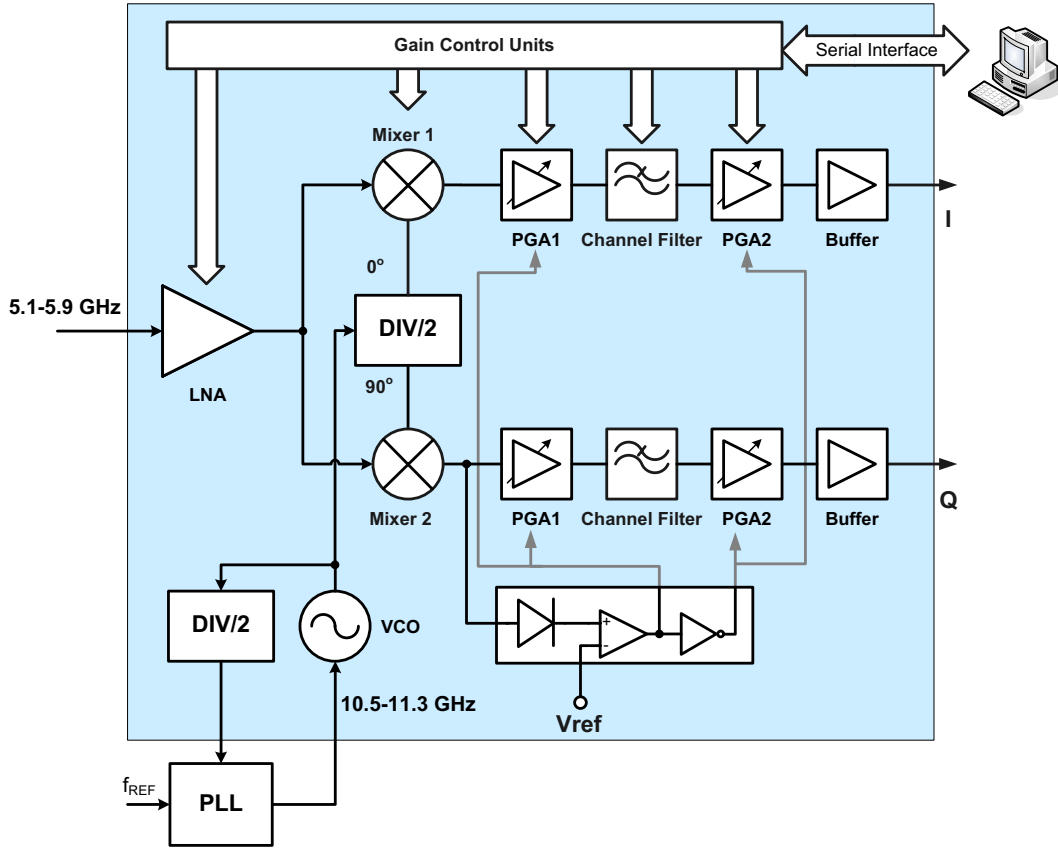 Gain Control Units
Serial Interface
Mixer 1
PGA1
Channel Filter
PGA2
Buffer
I
0°
5.1-5.9 GHz
DIV/2
LNA
90°
Mixer 2
PGA1
Channel Filter
PGA2
Buffer
Q
DIV/2
VCO
+
-
10.5-11.3 GHz
Vref
fREF
PLL